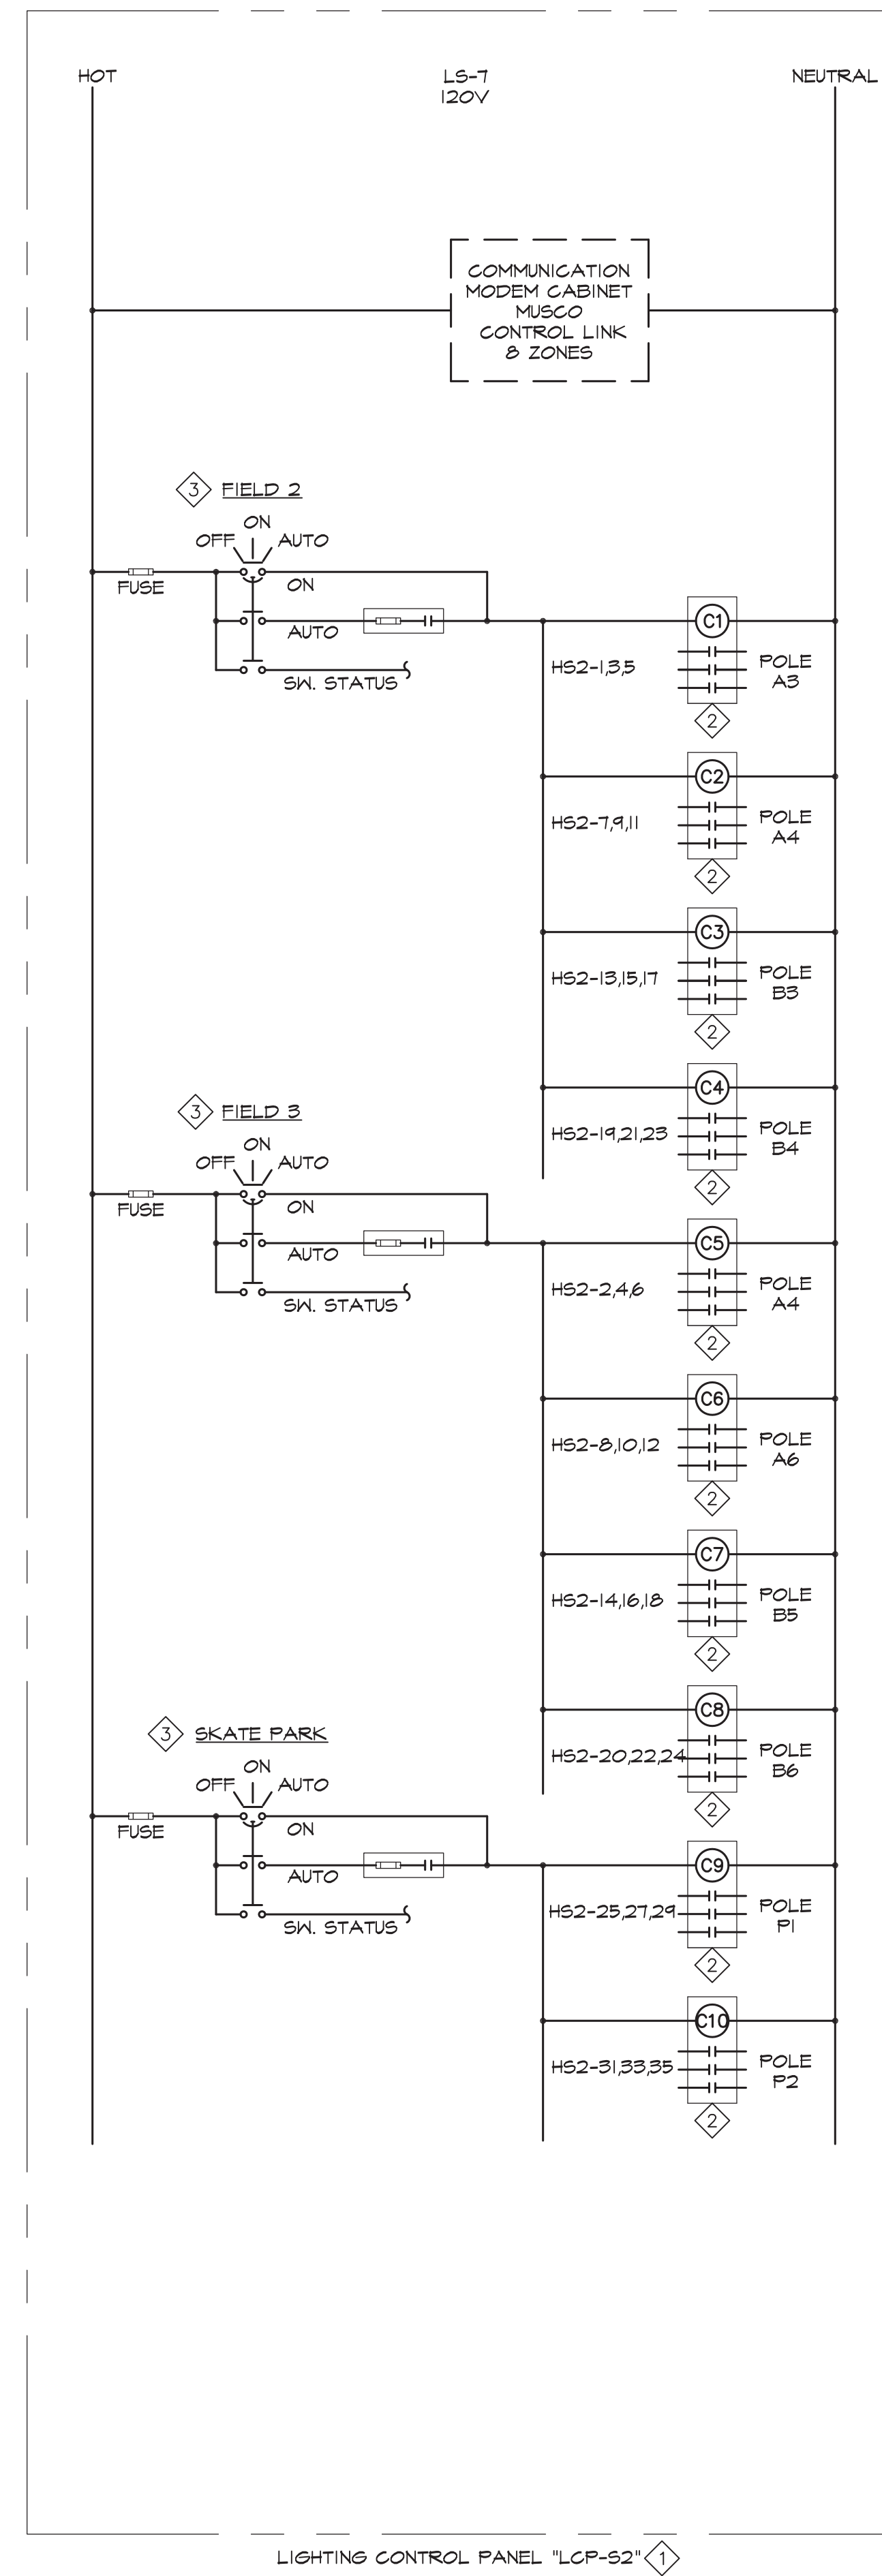 HOT
LS-7
120V
NEUTRAL
COMMUNICATION
MODEM CABINET
MUSCO
CONTROL LINK
8 ZONES
3 FIELD 2
ON
OFF AUTO
ON
FUSE
AUTO
SW. STATUS
C1
HS2-1,3,5
POLE
A3
2
C2
HS2-7,9,11
POLE
A4
2
C3
HS2-13,15,17
POLE
B3
2
C4
HS2-19,21,23
POLE
B4
2
3 FIELD 3
ON
OFF AUTO
ON
FUSE
AUTO
SW. STATUS
C5
HS2-2,4,6
POLE
A4
2
C6
HS2-8,10,12
POLE
A6
2
C7
HS2-14,16,18
POLE
B5
2
C8
HS2-20,22,24
POLE
B6
2
3 SKATE PARK
ON
OFF AUTO
ON
FUSE
AUTO
SW. STATUS
C9
HS2-25,27,29
POLE
P1
2
C10
HS2-31,33,35
POLE
P2
2
LIGHTING CONTROL PANEL "LCP-S2" 1